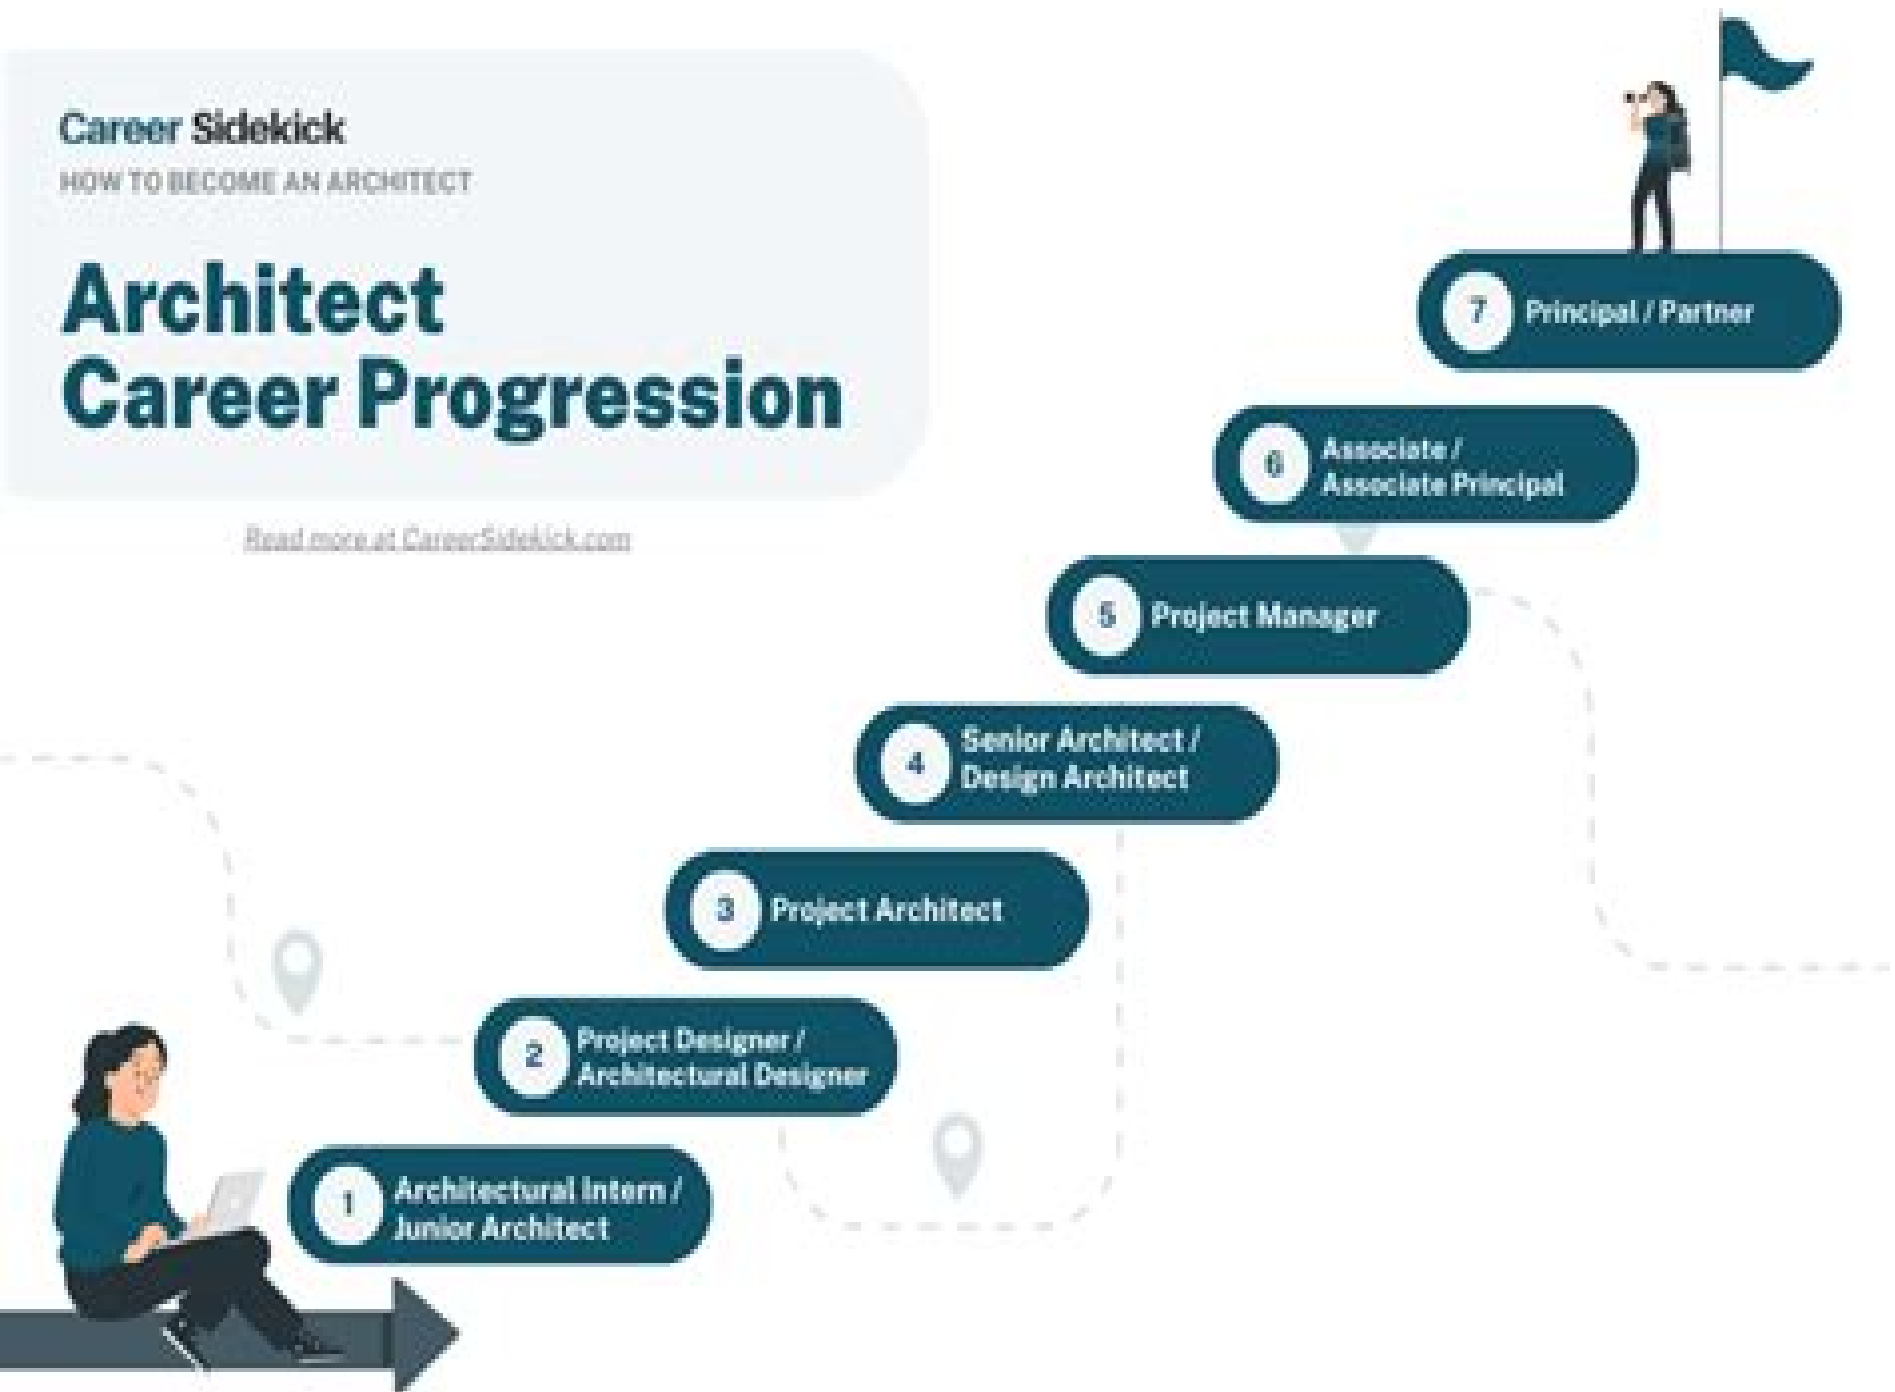 Career Sidekick
HOW TO BECOME AN ARCHITECT
Architect
Career Progression
Read more at CareerSidekick.com
7 Principal / Partner
6 Associate /
Associate Principal
5 Project Manager
4 Senior Architect /
Design Architect
3 Project Architect
2 Project Designer /
Architectural Designer
1 Architectural Intern /
Junior Architect